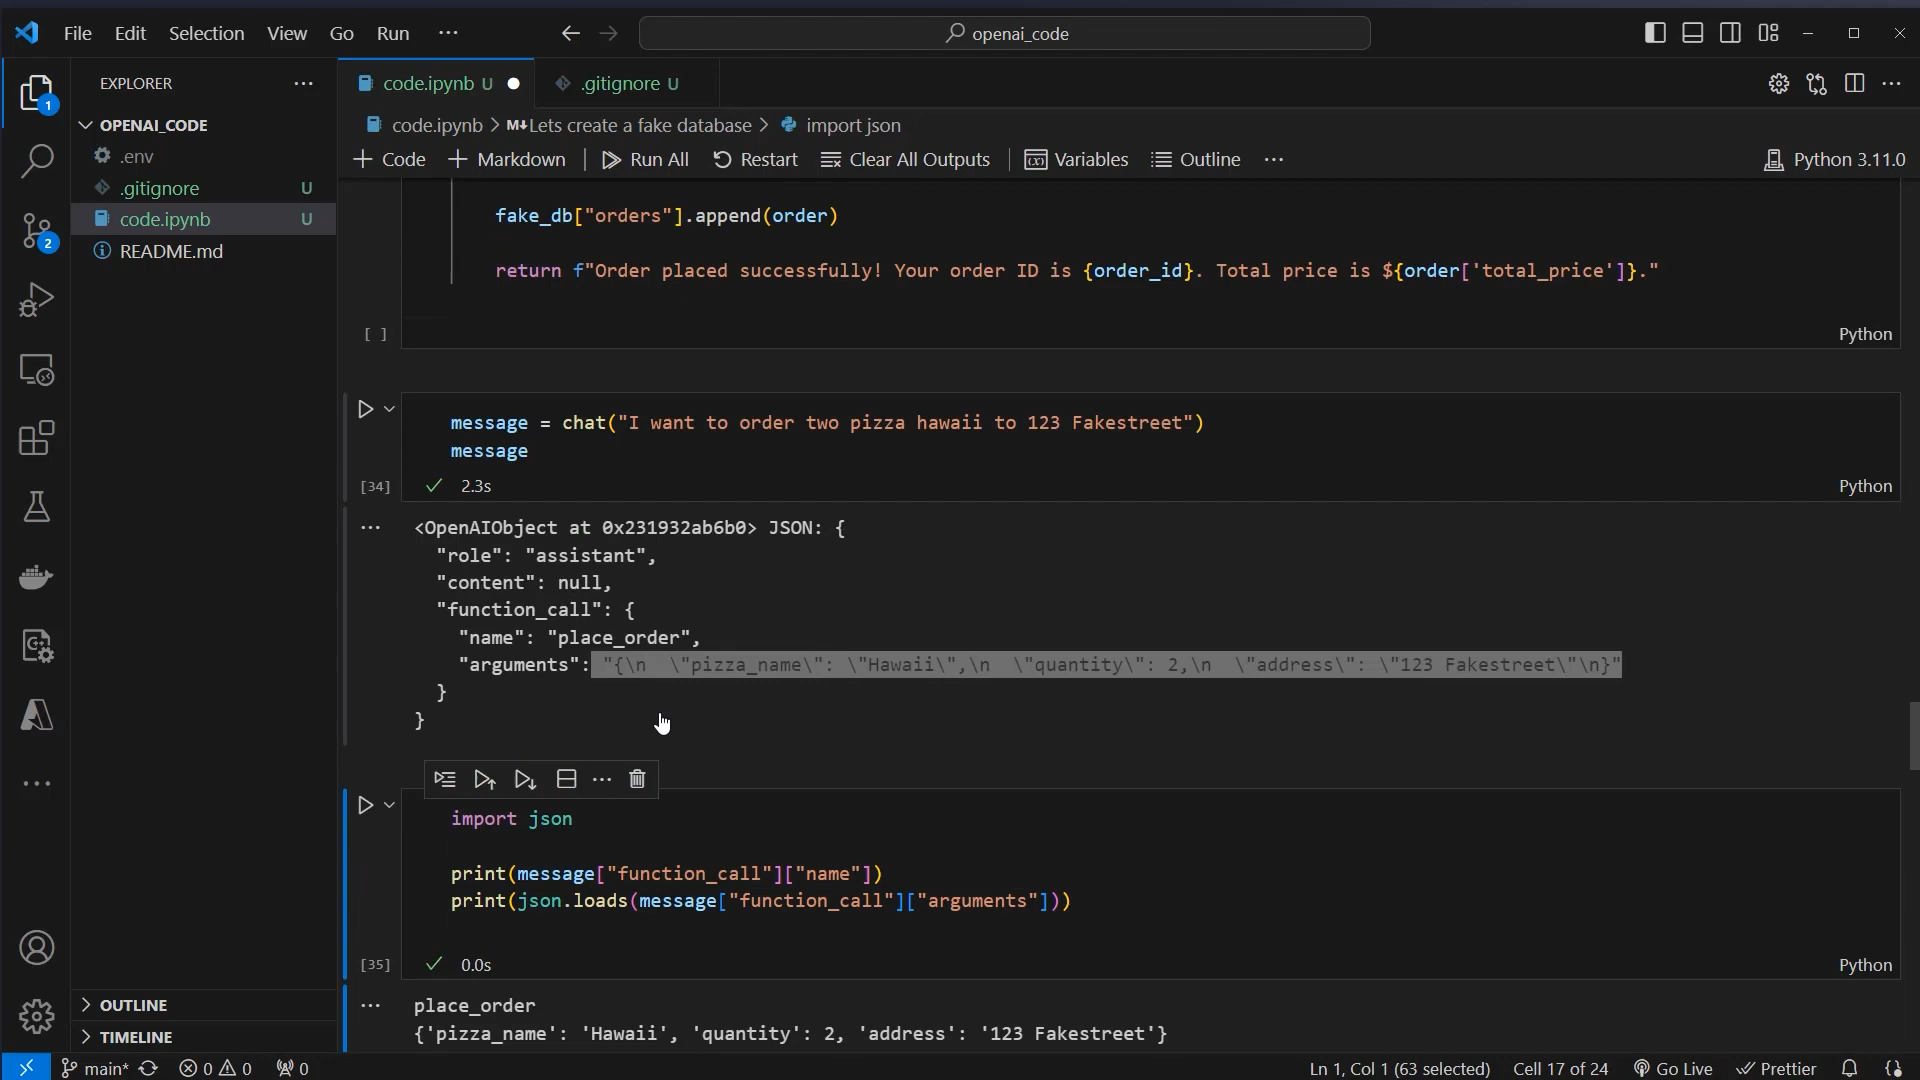 File Edit Selection View Go Run ··· openai_code
EXPLORER ···
1
OPENAI_CODE
.env
.gitignore U
code.ipynb U
README.md
2
OUTLINE
TIMELINE
code.ipynb U .gitignore U
code.ipynb > M↓Lets create a fake database > import json
+ Code + Markdown Run All Restart Clear All Outputs Variables Outline ··· Python 3.11.0
fake_db["orders"].append(order)
return f"Order placed successfully! Your order ID is {order_id}. Total price is ${order['total_price']}."
[ ] Python
message = chat("I want to order two pizza hawaii to 123 Fakestreet")
message
[34] 2.3s Python
<OpenAIObject at 0x231932ab6b0> JSON: {
"role": "assistant",
"content": null,
"function_call": {
"name": "place_order",
"arguments": "{\n  \"pizza_name\": \"Hawaii\",\n  \"quantity\": 2,\n  \"address\": \"123 Fakestreet\"\n}"
}
}
import json
print(message["function_call"]["name"])
print(json.loads(message["function_call"]["arguments"]))
[35] 0.0s Python
place_order
{'pizza_name': 'Hawaii', 'quantity': 2, 'address': '123 Fakestreet'}
main* 0 0 0 Ln 1, Col 1 (63 selected) Cell 17 of 24 Go Live Prettier